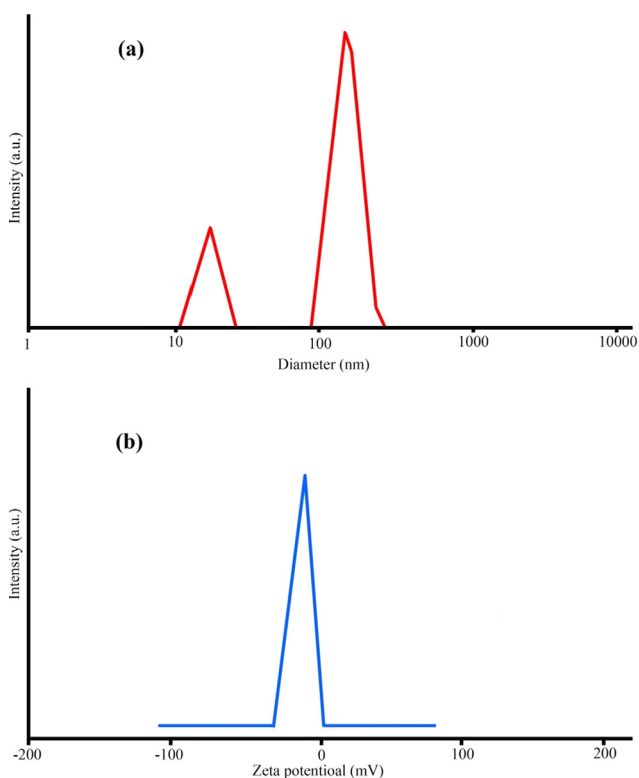 (a)
Intensity (a.u.)
1 10 100 1000 10000
Diameter (nm)
(b)
Intensity (a.u.)
-200 -100 0 100 200
Zeta potentioal (mV)